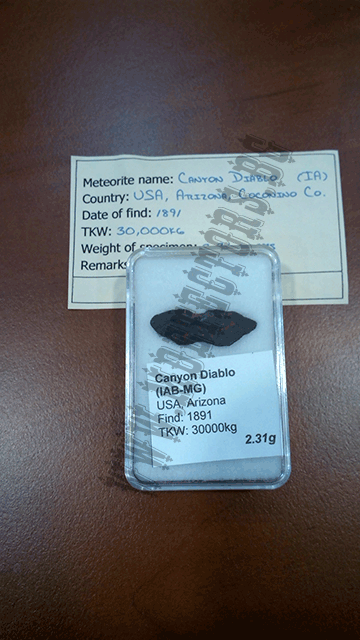 Meteorite name: CANYON DIABLO (IA)
Country: USA, ARIZONA, COCONINO CO.
Date of find: 1891
TKW: 30,000KG
Weight of specimen:
Remarks
Canyon Diablo
(IAB-MG)
USA, Arizona
Find: 1891
TKW: 30000kg
2.31g